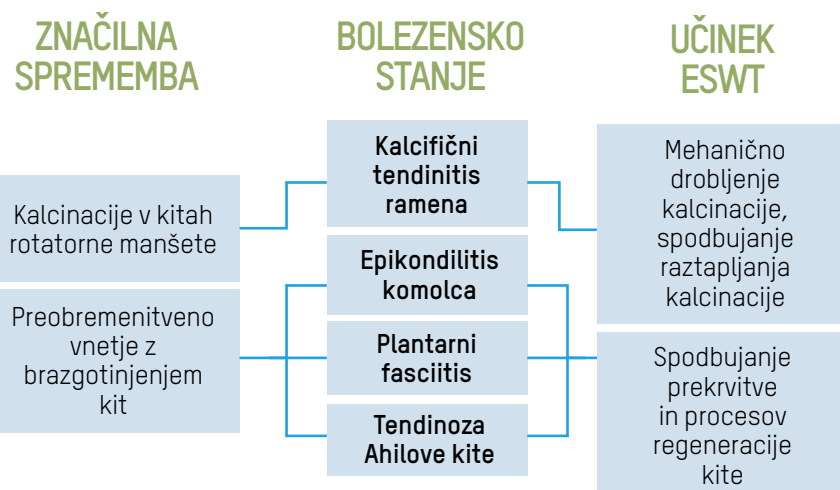 ZNAČILNA
SPREMEMBA
BOLEZENSKO
STANJE
UČINEK
ESWT
Kalcinacije v kitah
rotatorne manšete
Preobremenitveno
vnetje z
brazgotinjenjem
kit
Kalcifični
tendinitis
ramena
Epikondilitis
komolca
Plantarni
fasciitis
Tendinoza
Ahilove kite
Mehanično
drobljenje
kalcinacije,
spodbujanje
raztapljanja
kalcinacije
Spodbujanje
prekrvitve
in procesov
regeneracije
kite